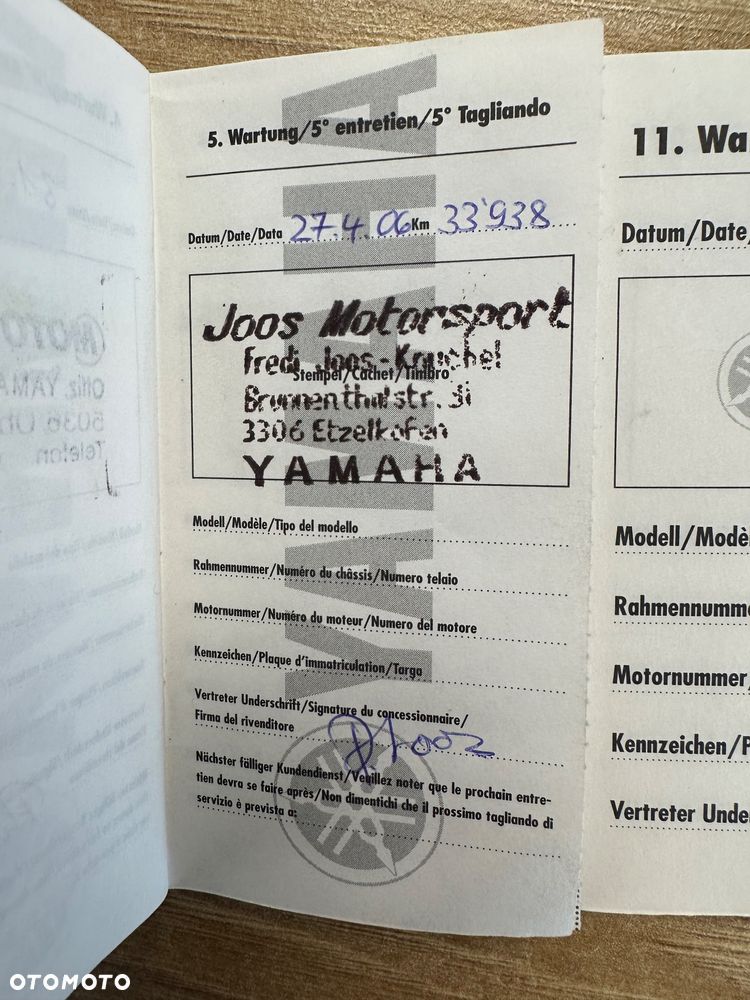 5. Wartung/5° entretien/5° Tagliando
Datum/Date/Data 27.4.06 Km 33'938
Joos Motorsport
Fredi Joos-
Stempel/Cachet/Timbro
Brunnenthalstr.
3306 Etzelkofen
YAMAHA
Modell/Modèle/Tipo del modello
Rahmennummer/Numéro du châssis/Numero telaio
Motornummer/Numéro du moteur/Numero del motore
Kennzeichen/Plaque d'immatriculation/Targa
Vertreter Underschrift/Signature du concessionnaire/
Firma del rivenditore
Nächster fälliger Kundendienst/Veuillez noter que le prochain entre-
tien devra se faire après/Non dimentichi che il prossimo tagliando di
servizio è prevista a:
YAMAHA
11. Wa
Datum/Date/
Modell/Modè
Rahmennumm
Motornummer/
Kennzeichen/P
Vertreter Unde
OTOMOTO